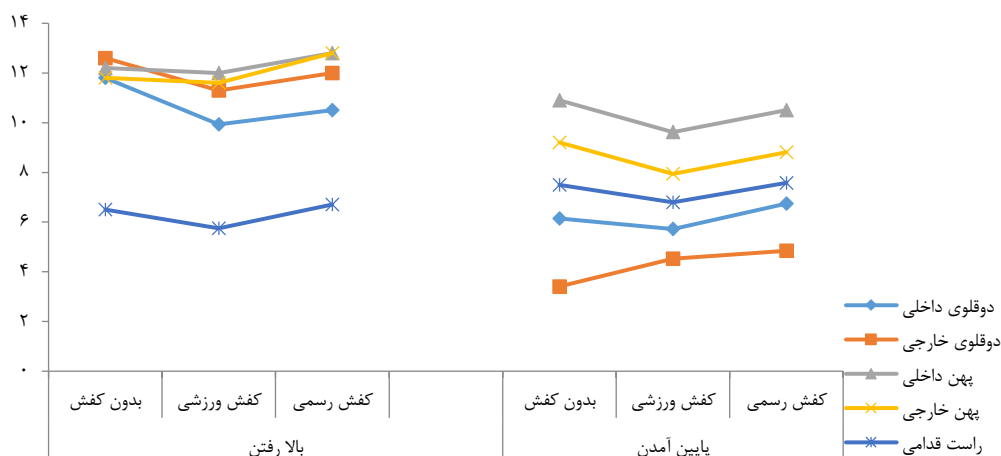 ۱۴
۱۲
۱۰
۸
۶
۴
۲
۰
بدون کفش
کفش ورزشی
کفش رسمی
بدون کفش
کفش ورزشی
کفش رسمی
بالا رفتن
پایین آمدن
دوقلوی داخلی
دوقلوی خارجی
پهن داخلی
پهن خارجی
راست قدامی